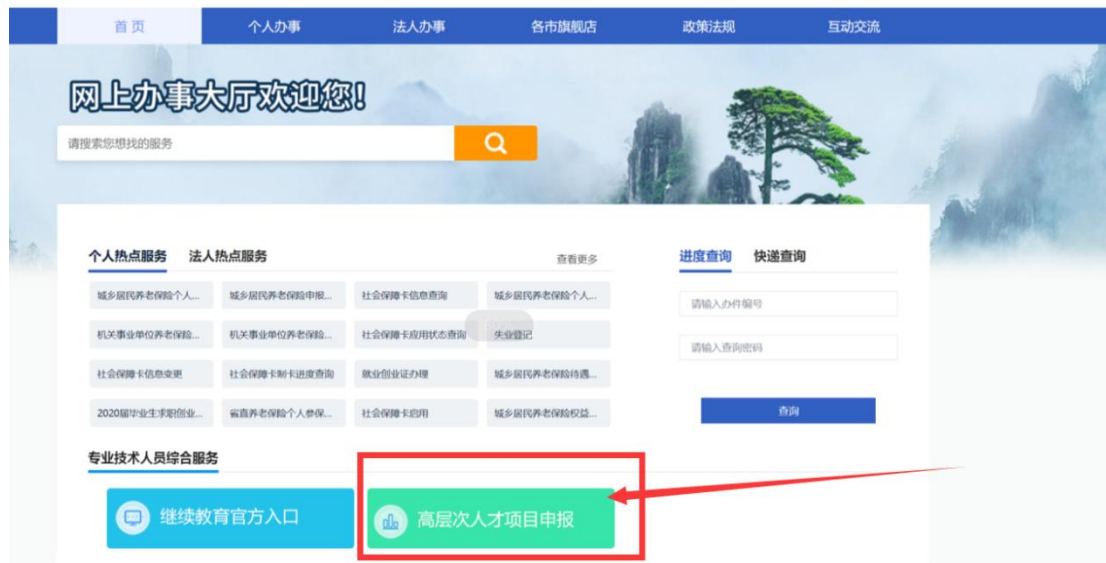 首页 个人办事 法人办事 各市旗舰店 政策法规 互动交流
网上办事大厅欢迎您!
请搜索您想找的服务
个人热点服务 法人热点服务 查看更多
进度查询 快递查询
城乡居民养老保险个人... 城乡居民养老保险申报... 社会保障卡信息查询 城乡居民养老保险个人...
请输入办件编号
机关事业单位养老保险... 机关事业单位养老保险... 社会保障卡应用状态查询 失业登记
请输入查询密码
社会保障卡信息变更 社会保障卡制卡进度查询 就业创业证办理 城乡居民养老保险待遇...
2020届毕业生求职创业... 省直养老保险个人参保... 社会保障卡启用 城乡居民养老保险权益...
查询
专业技术人员综合服务
继续教育官方入口 高层次人才项目申报